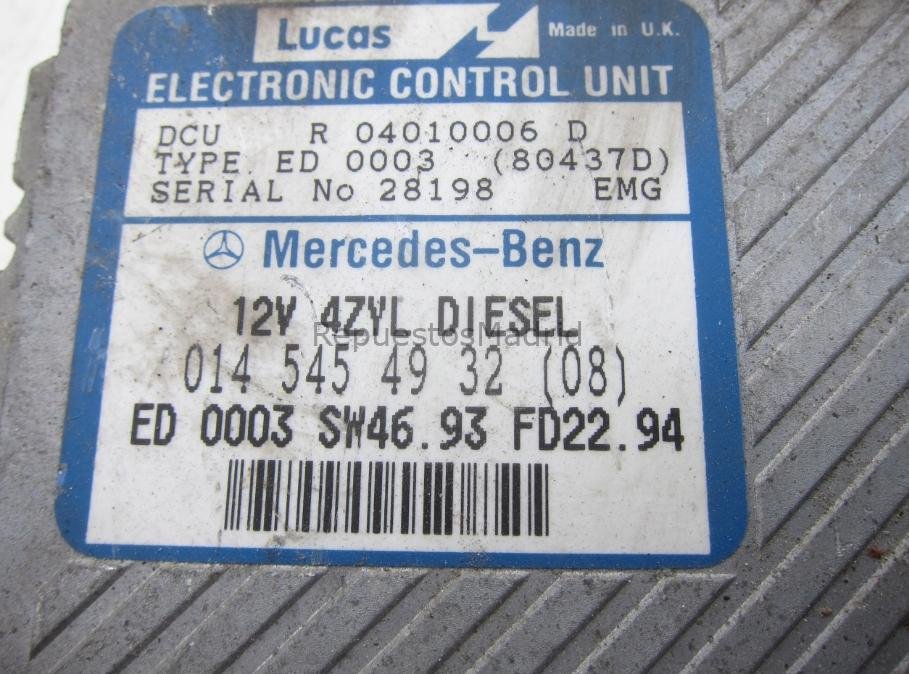 Lucas
Made in U.K.
ELECTRONIC CONTROL UNIT
DCU R 04010006 D
TYPE ED 0003 (80437D)
SERIAL No 28198 EMG
Mercedes-Benz
12V 4ZYL DIESEL
RepuestosMadrid
014 545 49 32 (08)
ED 0003 SW46.93 FD22.94